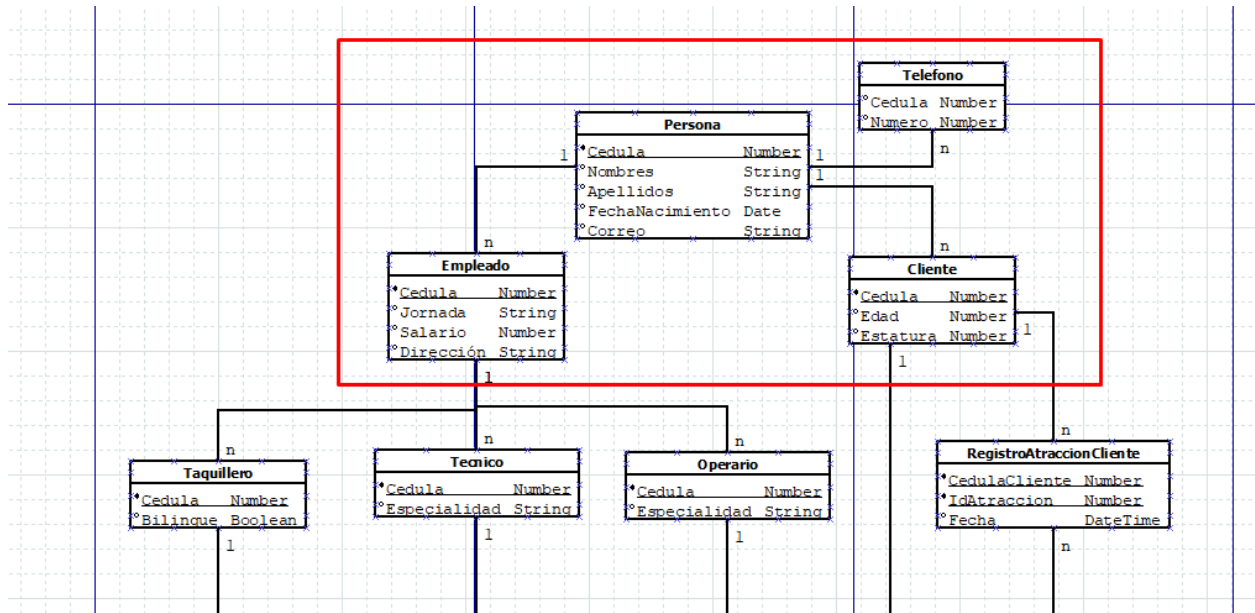 Telefono
Cedula Number
Numero Number
n
Persona
Cedula Number
Nombres String
Apellidos String
FechaNacimiento Date
Correo String
1
1
1
n
n
Empleado
Cedula Number
Jornada String
Salario Number
Dirección String
1
Cliente
Cedula Number
Edad Number
Estatura Number
1
1
n
n
n
n
Taquillero
Cedula Number
Bilingue Boolean
1
Tecnico
Cedula Number
Especialidad String
1
Operario
Cedula Number
Especialidad String
1
RegistroAtraccionCliente
CedulaCliente Number
IdAtraccion Number
Fecha DateTime
n